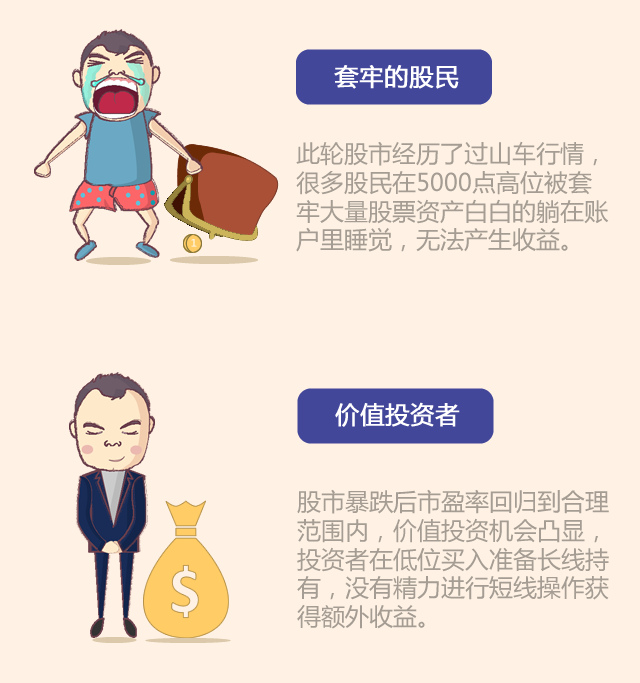 套牢的股民
此轮股市经历了过山车行情，
很多股民在5000点高位被套
牢大量股票资产白白的躺在账
户里睡觉，无法产生收益。
价值投资者
股市暴跌后市盈率回归到合理
范围内，价值投资机会凸显，
投资者在低位买入准备长线持
有，没有精力进行短线操作获
得额外收益。
$